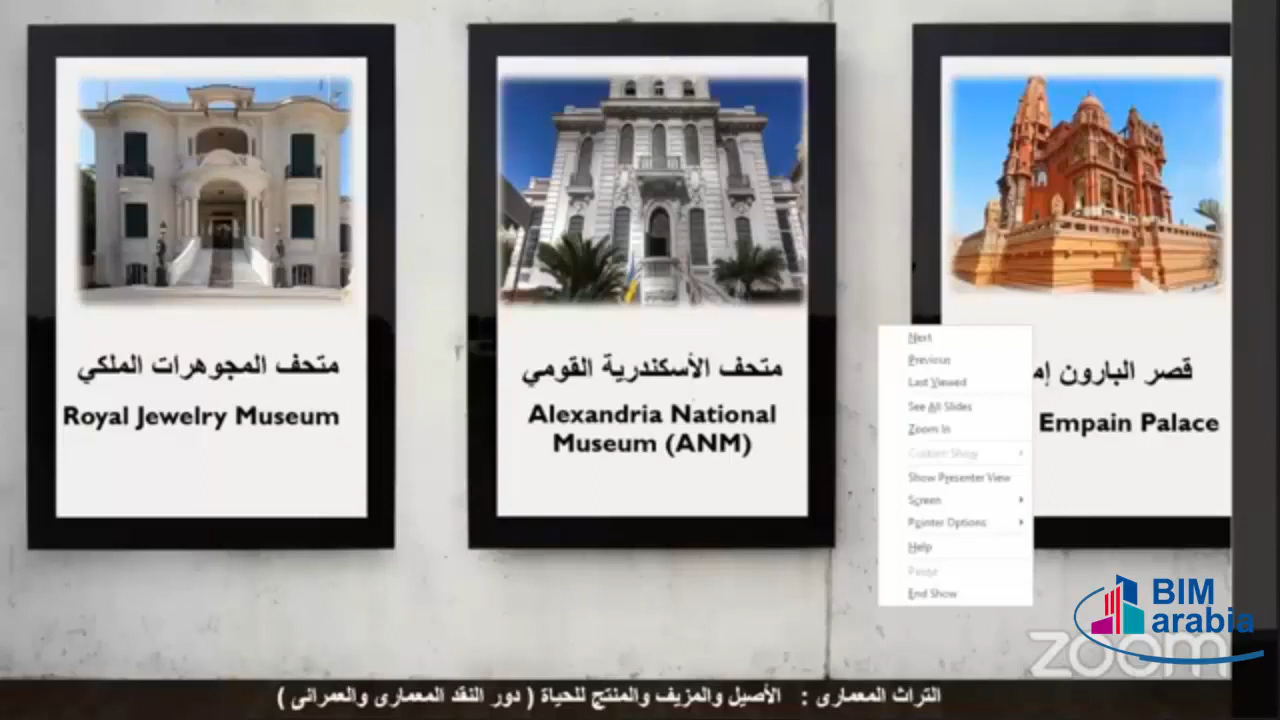 متحف المجوهرات الملكي
Royal Jewelry Museum
متحف الأسكندرية القومي
Alexandria National
Museum (ANM)
قصر البارون إم
Empain Palace
Next
Previous
Last Viewed
See All Slides
Zoom In
Custom Show
Show Presenter View
Screen
Pointer Options
Help
Pause
End Show
BIM
arabia
zoom
التراث المعمارى : الأصيل والمزيف والمنتج للحياة ( دور النقد المعمارى والعمرانى )